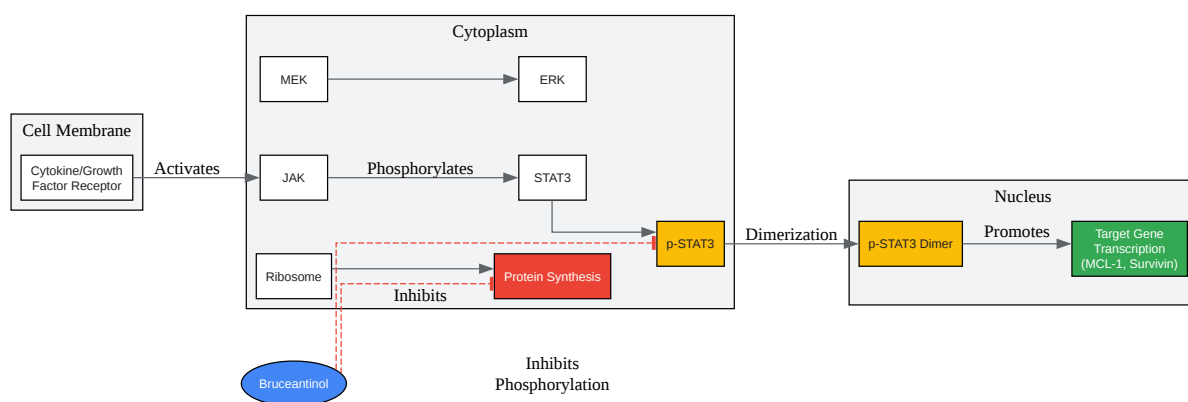 Cytoplasm
MEK
ERK
Cell Membrane
Cytokine/Growth
Factor Receptor
Activates
JAK
Phosphorylates
STAT3
Nucleus
p-STAT3
Dimerization
p-STAT3 Dimer
Promotes
Target Gene
Transcription
(MCL-1, Survivin)
Ribosome
Protein Synthesis
Inhibits
Inhibits
Phosphorylation
Bruceantinol